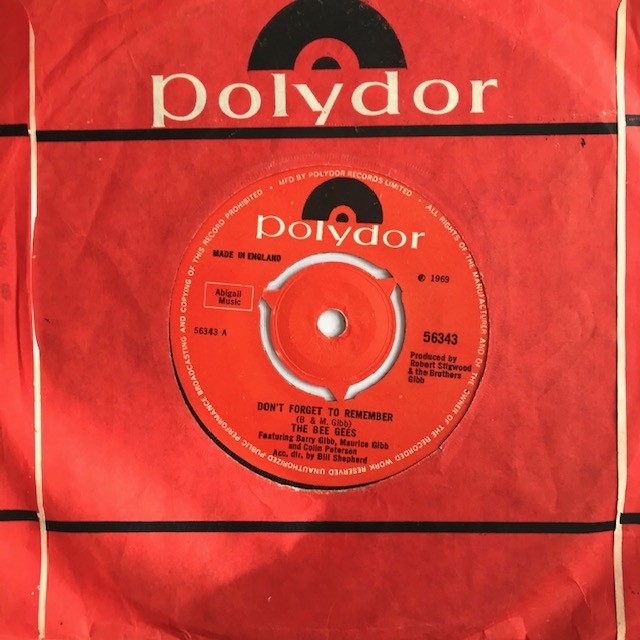 polydor
MFD BY POLYDOR RECORDS LIMITED • ALL RIGHTS OF THE MANUFACTURER AND OF THE OWNER OF THE RECORDED WORK RESERVED UNAUTHORIZED PUBLIC PERFORMANCE BROADCASTING AND COPYING OF THIS RECORD PROHIBITED •
polydor
MADE IN ENGLAND
℗ 1969
Abigail
Music
56343 A
56343
Produced by
Robert Stigwood
& the Brothers
Gibb
DON'T FORGET TO REMEMBER
(B & M. Gibb)
THE BEE GEES
Featuring Barry Gibb, Maurice Gibb
and Colin Petersen
Acc. dir. by Bill Shepherd